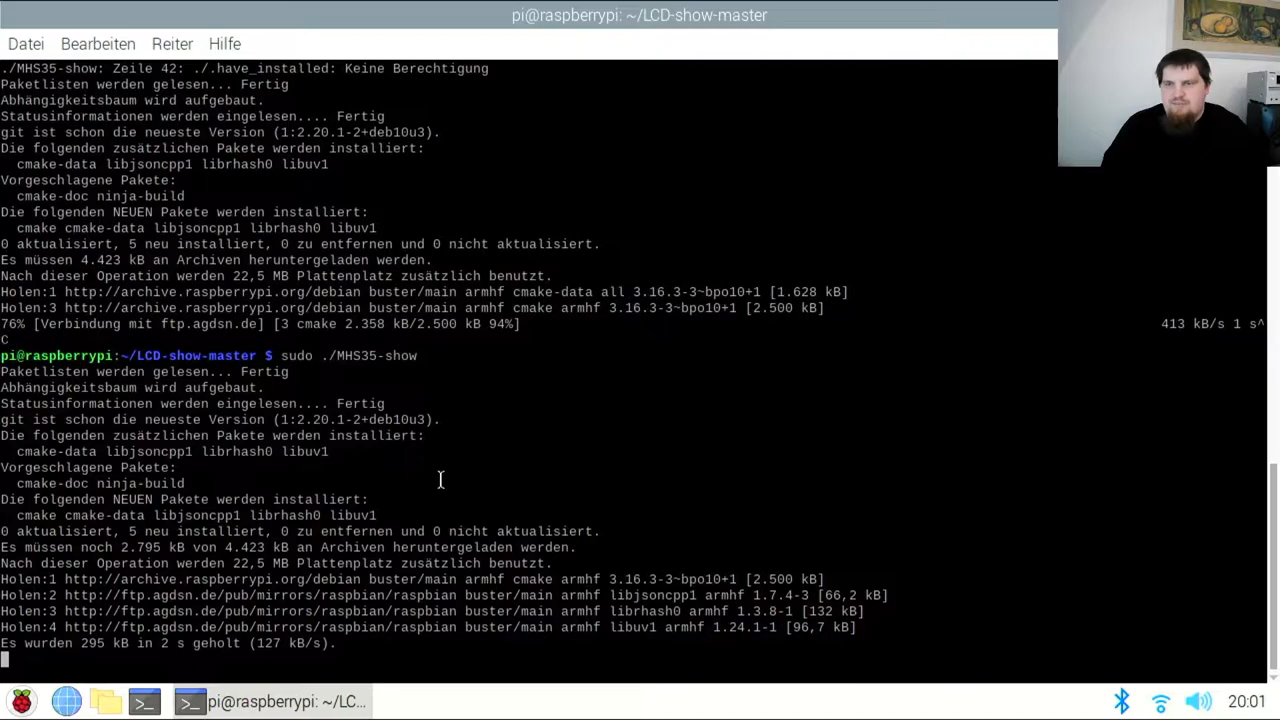 pi@raspberrypi: ~/LCD-show-master
Datei Bearbeiten Reiter Hilfe
./MHS35-show: Zeile 42: ./.have_installed: Keine Berechtigung
Paketlisten werden gelesen... Fertig
Abhängigkeitsbaum wird aufgebaut.
Statusinformationen werden eingelesen.... Fertig
git ist schon die neueste Version (1:2.20.1-2+deb10u3).
Die folgenden zusätzlichen Pakete werden installiert:
cmake-data libjsoncpp1 librhash0 libuv1
Vorgeschlagene Pakete:
cmake-doc ninja-build
Die folgenden NEUEN Pakete werden installiert:
cmake cmake-data libjsoncpp1 librhash0 libuv1
0 aktualisiert, 5 neu installiert, 0 zu entfernen und 0 nicht aktualisiert.
Es müssen 4.423 kB an Archiven heruntergeladen werden.
Nach dieser Operation werden 22,5 MB Plattenplatz zusätzlich benutzt.
Holen:1 http://archive.raspberrypi.org/debian buster/main armhf cmake-data all 3.16.3-3~bpo10+1 [1.628 kB]
Holen:3 http://archive.raspberrypi.org/debian buster/main armhf cmake armhf 3.16.3-3~bpo10+1 [2.500 kB]
76% [Verbindung mit ftp.agdsn.de] [3 cmake 2.358 kB/2.500 kB 94%] 413 kB/s 1 s^
C
pi@raspberrypi:~/LCD-show-master $ sudo ./MHS35-show
Paketlisten werden gelesen... Fertig
Abhängigkeitsbaum wird aufgebaut.
Statusinformationen werden eingelesen.... Fertig
git ist schon die neueste Version (1:2.20.1-2+deb10u3).
Die folgenden zusätzlichen Pakete werden installiert:
cmake-data libjsoncpp1 librhash0 libuv1
Vorgeschlagene Pakete:
cmake-doc ninja-build
Die folgenden NEUEN Pakete werden installiert:
cmake cmake-data libjsoncpp1 librhash0 libuv1
0 aktualisiert, 5 neu installiert, 0 zu entfernen und 0 nicht aktualisiert.
Es müssen noch 2.795 kB von 4.423 kB an Archiven heruntergeladen werden.
Nach dieser Operation werden 22,5 MB Plattenplatz zusätzlich benutzt.
Holen:1 http://archive.raspberrypi.org/debian buster/main armhf cmake armhf 3.16.3-3~bpo10+1 [2.500 kB]
Holen:2 http://ftp.agdsn.de/pub/mirrors/raspbian/raspbian buster/main armhf libjsoncpp1 armhf 1.7.4-3 [66,2 kB]
Holen:3 http://ftp.agdsn.de/pub/mirrors/raspbian/raspbian buster/main armhf librhash0 armhf 1.3.8-1 [132 kB]
Holen:4 http://ftp.agdsn.de/pub/mirrors/raspbian/raspbian buster/main armhf libuv1 armhf 1.24.1-1 [96,7 kB]
Es wurden 295 kB in 2 s geholt (127 kB/s).
pi@raspberrypi: ~/LC... 20:01